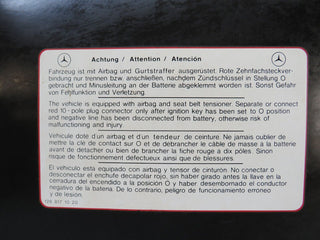 Achtung / Attention / Atención
Fahrzeug ist mit Airbag und Gurtstraffer ausgerüstet. Rote Zehnfachsteckver-
bindung nur trennen bzw. anschließen, nachdem Zündschlüssel in Stellung O
gebracht und Minusleitung an der Batterie abgeklemmt worden ist. Sonst Gefahr
von Fehlfunktion und Verletzung.
The vehicle is equipped with airbag and seat belt tensioner. Separate or connect
red 10-pole plug connector only after ignition key has been set to O position
and negative line has been disconnected from battery, otherwise risk of
malfunctioning and injury.
Véhicule doté d'un airbag et d'un tendeur de ceinture. Ne jamais oublier de
mettre la clé de contact sur O et de débrancher le câble de masse à la batterie
avant de détacher ou bien de brancher la fiche rouge a dix pôles. Sinon
risque de fonctionnement défectueux ainsi que de blessures.
El vehículo esta equipado con airbag y tensor de cinturón. No conectar o
desconectar el enchufe decapolar rojo, sin haber girado antes la llave en la
cerradura del encendido a la posición O y haber desembornado el conductor
negativo de la batería. De lo contrario, peligro de funcionamiento erróneo
y de lesión.